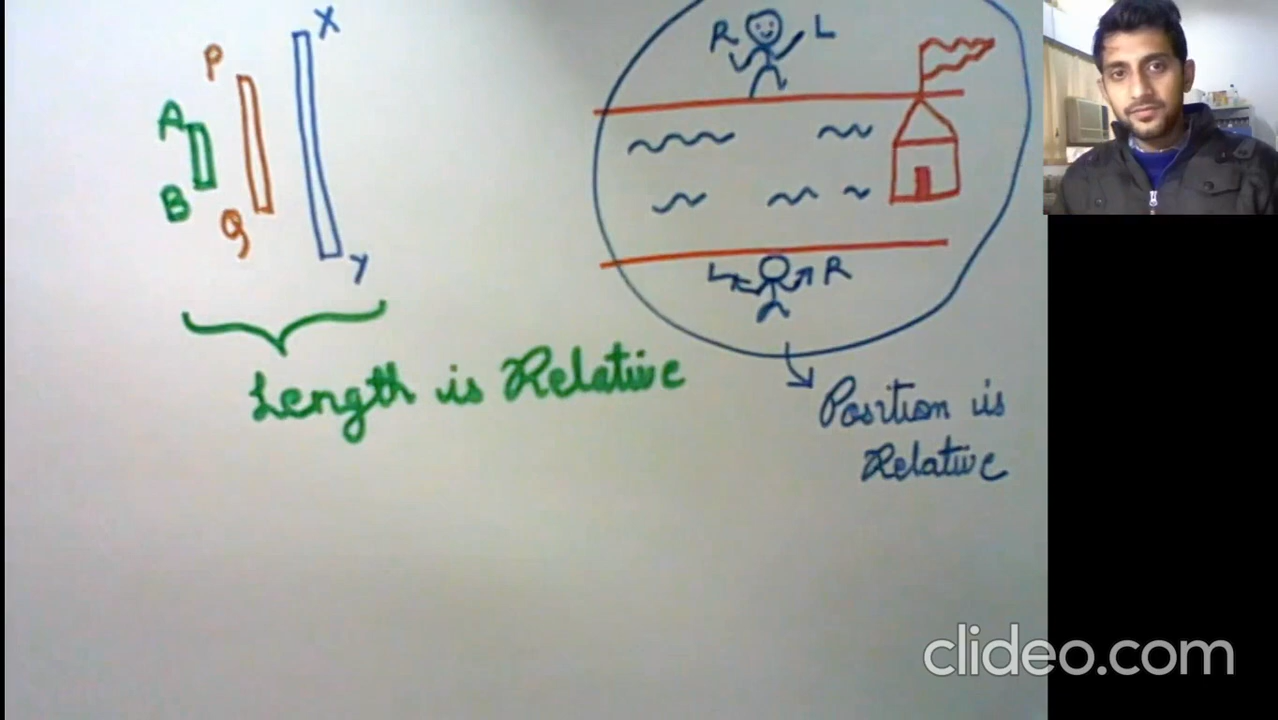 X
P
A
B
Q
Y
R L
L R
Length is Relative
Position is
Relative
clideo.com